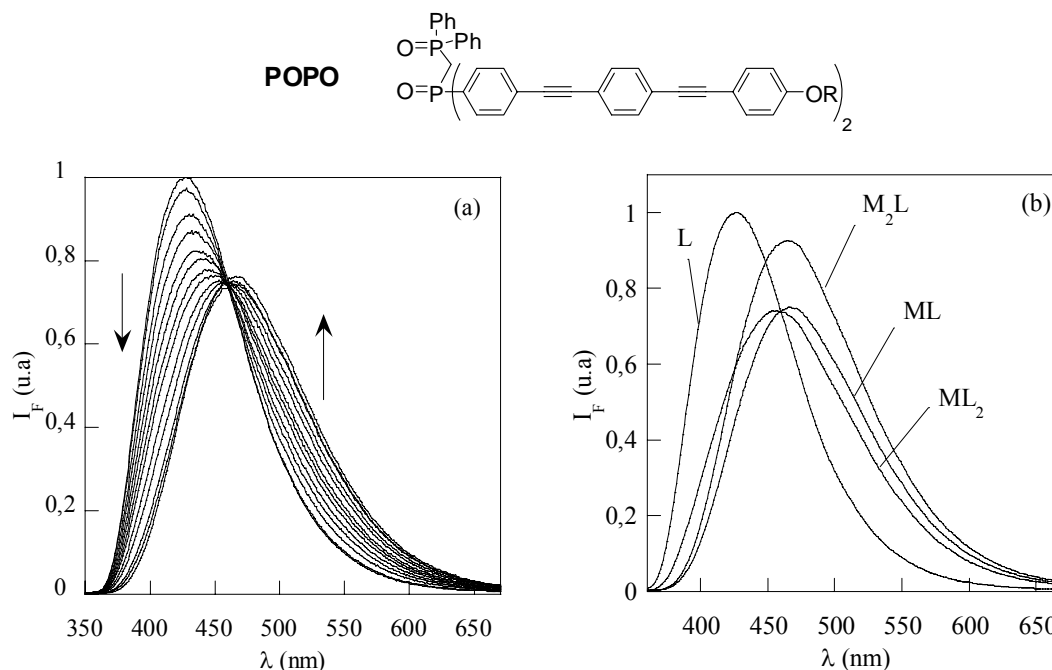 Ph
O=P Ph
POPO
O=P
OR
2
(a)
1
0,8
0,6
0,4
0,2
0
I_F (u.a)
350 400 450 500 550 600 650
λ (nm)
(b)
L
M₂L
ML
ML₂
1
0,8
0,6
0,4
0,2
0
I_F (u.a)
400 450 500 550 600 650
λ (nm)